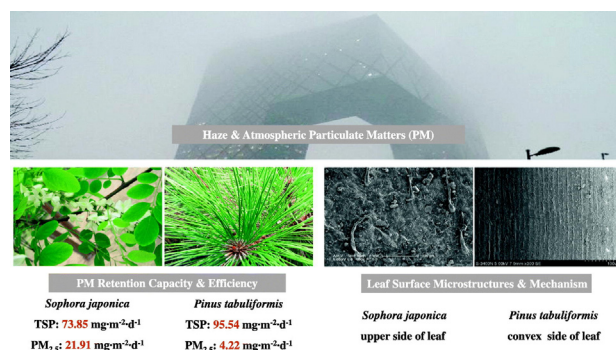 Haze & Atmospheric Particulate Matters (PM)
PM Retention Capacity & Efficiency
Leaf Surface Microstructures & Mechanism
Sophora japonica
Pinus tabuliformis
TSP: 73.85 mg·m⁻²·d⁻¹
TSP: 95.54 mg·m⁻²·d⁻¹
PM₂.₅: 21.91 mg·m⁻²·d⁻¹
PM₂.₅: 4.22 mg·m⁻²·d⁻¹
Sophora japonica
Pinus tabuliformis
upper side of leaf
convex side of leaf